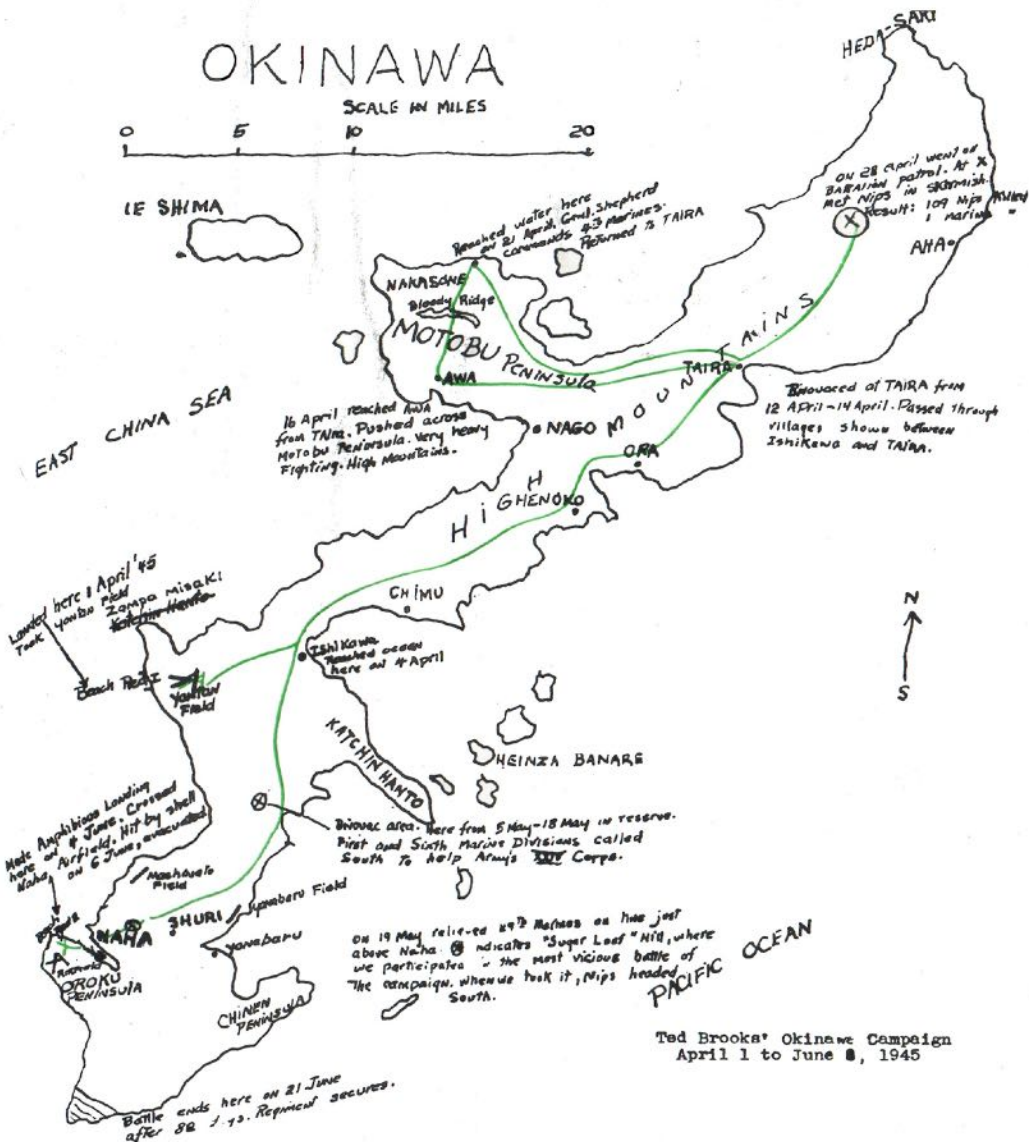 OKINAWA
SCALE IN MILES
0 5 10 20
HEDA-SAKI
IE SHIMA
ON 28 April went on
BATTALION patrol. At X
Met Nips in Skirmish.
Result: 109 Nips Killed
1 marine
AHA
Reached water here
on 21 April. Genl. Shepherd
commands 4th Marines.
Returned to TAIRA
NAKASONE
Bloody Ridge
MOTOBU PENINSULA
AWA
TAIRA
HIGH MOUNTAINS
EAST CHINA SEA
16 April reached AWA
from TAIRA. Pushed across
Motobu Peninsula. Very heavy
Fighting. High Mountains.
NAGO
Bivouaced at TAIRA from
12 April-14 April. Passed through
villages shown between
Ishikawa and TAIRA.
ORA
GHENOKO
CHIMU
Landed here 1 April '45
Took Yontan Field
Zampa Misaki
Katchin Hanto
Ishikawa
Reached ocean
here on 4 April
Beach Red I
Yontan
Field
N
S
KATCHIN HANTO
HEINZA BANARE
Made Amphibious Landing
here on 4 June. Crossed
Naha Airfield. Hit by shell
on 6 June, evacuated.
Bivouac area. Here from 5 May-18 May in reserve.
First and Sixth Marine Divisions called
South to help Army's Corps.
Machinato
Field
SHURI
Yonabaru Field
NAHA
Yonabaru
OROKU
PENINSULA
CHINEN
PENINSULA
On 19 May relieved 29th Marines on line just
above Naha. indicates "Sugar Loaf" Hill, where
we participated in the most vicious battle of
The campaign. When we took it, Nips headed
South.
PACIFIC OCEAN
Ted Brooks' Okinawa Campaign
April 1 to June , 1945
Battle ends here on 21 June
after 82 . Regiment secures.